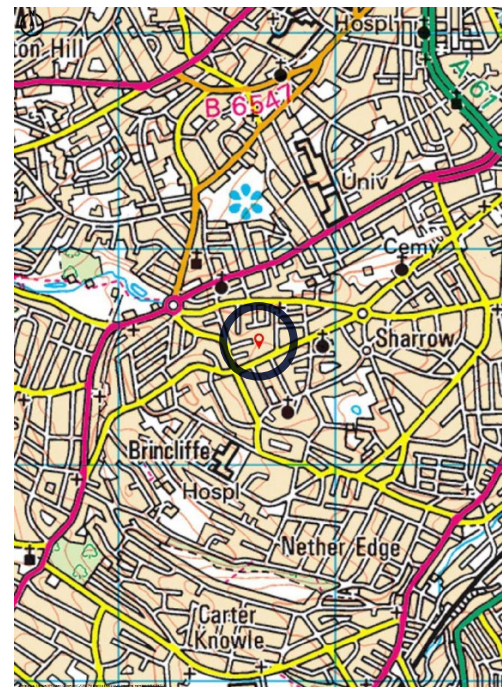 Hospl
ton Hill
A 61
B 6547
Univ
Cemy
Sharrow
Brincliffe
Hospl
Nether Edge
Carter
Knowle